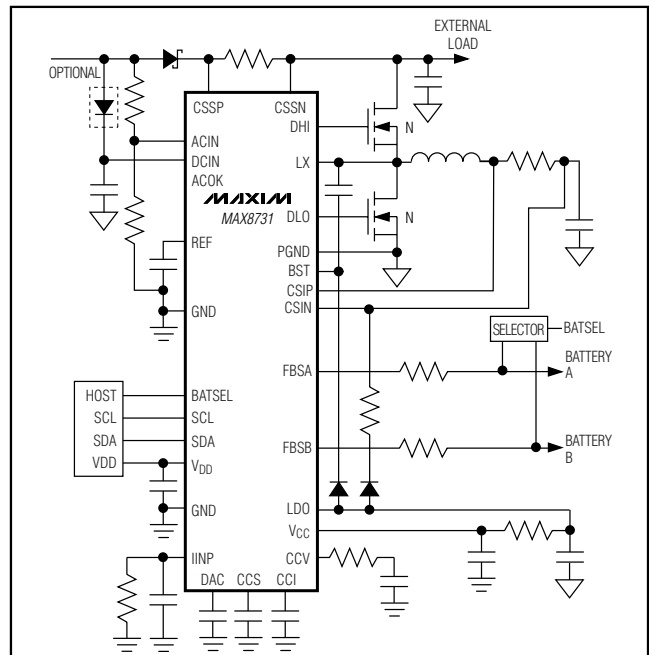 EXTERNAL
LOAD
OPTIONAL
CSSP
CSSN
DHI
N
ACIN
LX
DCIN
ACOK
MAXIM
MAX8731
DLO
N
REF
PGND
BST
CSIP
CSIN
GND
SELECTOR
BATSEL
FBSA
BATTERY
A
HOST
BATSEL
SCL
SCL
SDA
SDA
FBSB
BATTERY
B
VDD
VDD
GND
LDO
VCC
IINP
CCV
DAC CCS CCI